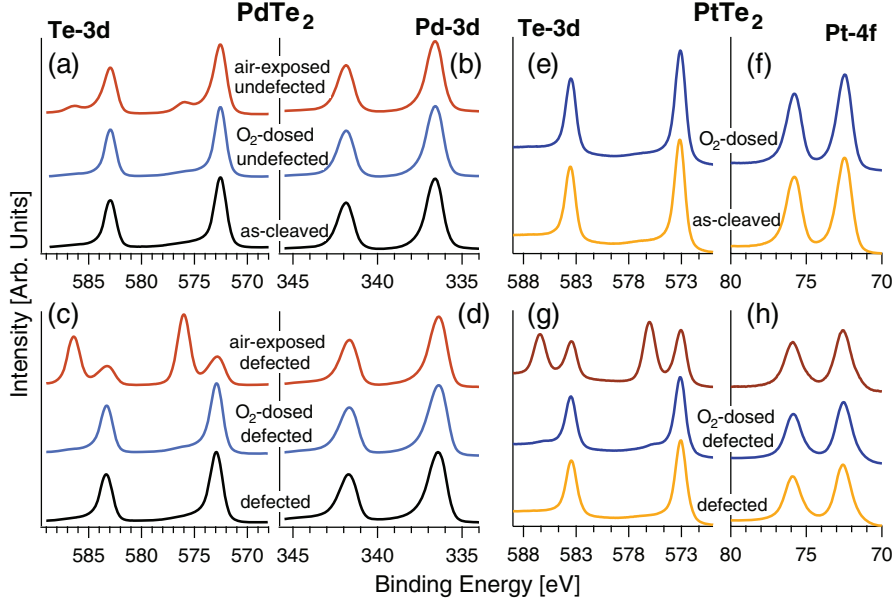 PdTe2
PtTe2
Te-3d
Pd-3d
Te-3d
Pt-4f
(a)
air-exposed
undefected
(b)
(e)
(f)
O2-dosed
undefected
O2-dosed
as-cleaved
as-cleaved
585
580
575
570
345
340
335
588
583
578
573
80
75
70
Intensity [Arb. Units]
(c)
air-exposed
defected
(d)
(g)
(h)
O2-dosed
defected
O2-dosed
defected
defected
defected
585
580
575
570
345
340
335
588
583
578
573
80
75
70
Binding Energy [eV]